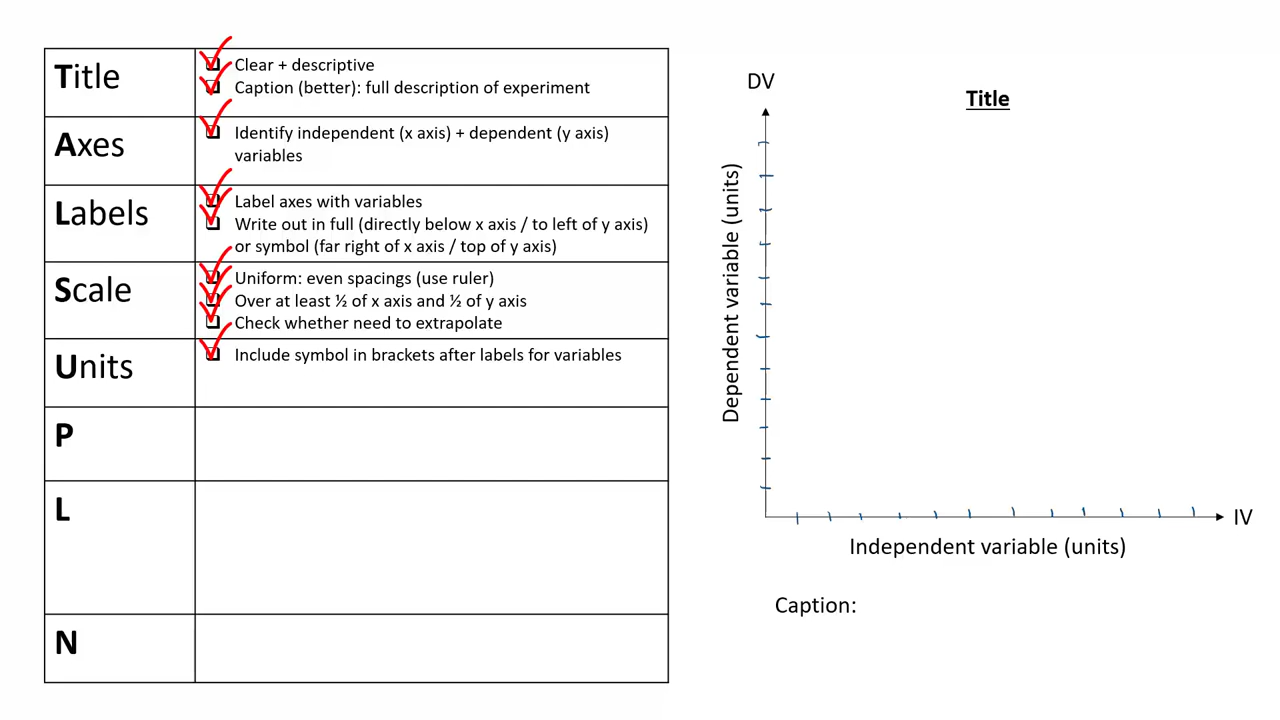 Title
Clear + descriptive
Caption (better): full description of experiment
Axes
Identify independent (x axis) + dependent (y axis)
variables
Labels
Label axes with variables
Write out in full (directly below x axis / to left of y axis)
or symbol (far right of x axis / top of y axis)
Scale
Uniform: even spacings (use ruler)
Over at least ½ of x axis and ½ of y axis
Check whether need to extrapolate
Units
Include symbol in brackets after labels for variables
P
L
N
DV
Title
Dependent variable (units)
IV
Independent variable (units)
Caption: